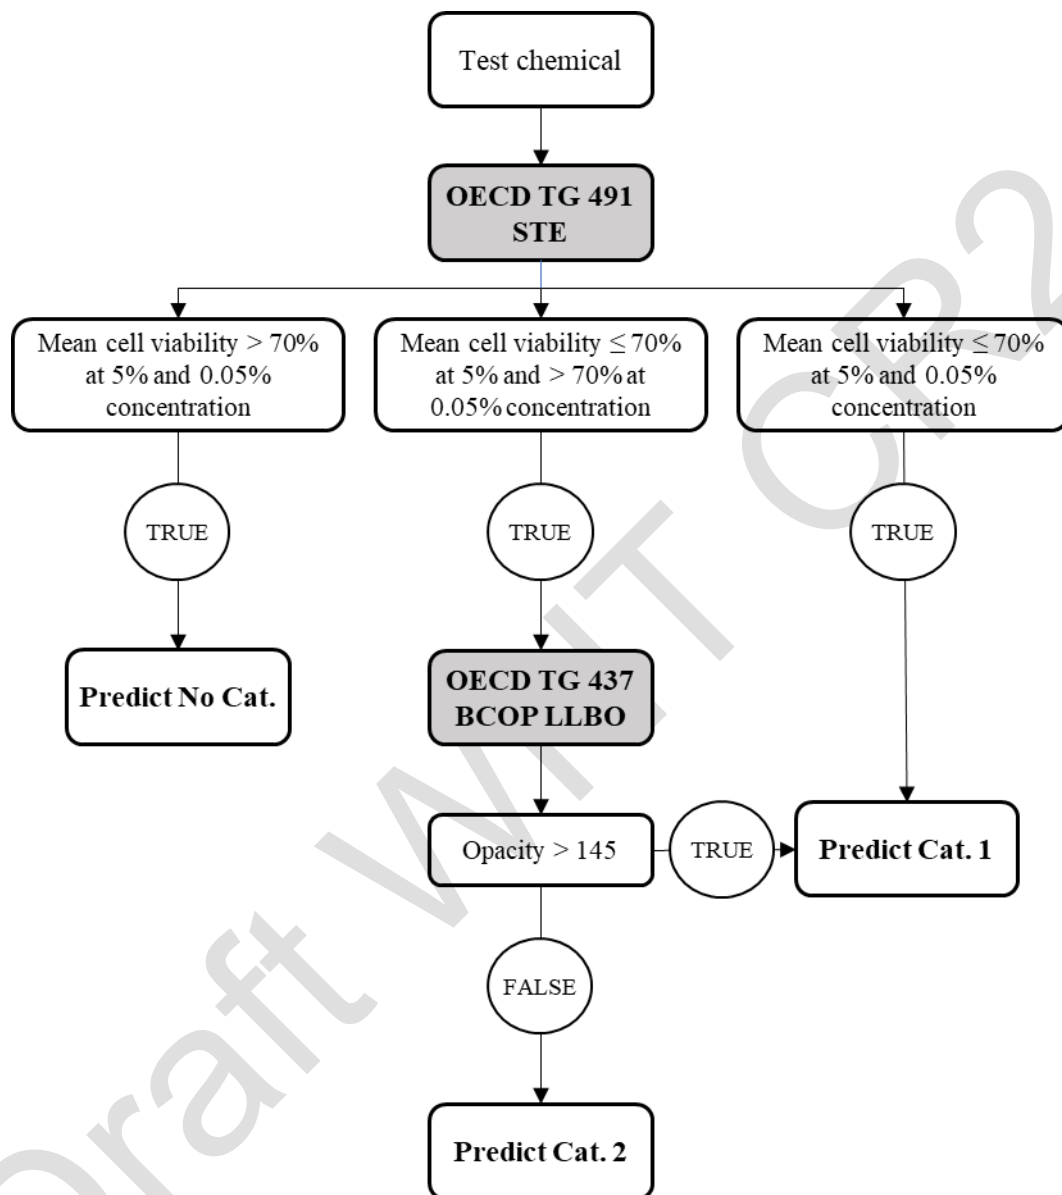 Test chemical
OECD TG 491
STE
Mean cell viability > 70%
at 5% and 0.05%
concentration
Mean cell viability ≤ 70%
at 5% and > 70% at
0.05% concentration
Mean cell viability ≤ 70%
at 5% and 0.05%
concentration
TRUE
TRUE
TRUE
Predict No Cat.
OECD TG 437
BCOP LLBO
Opacity > 145
TRUE
Predict Cat. 1
FALSE
Predict Cat. 2
Draft WIT CR2